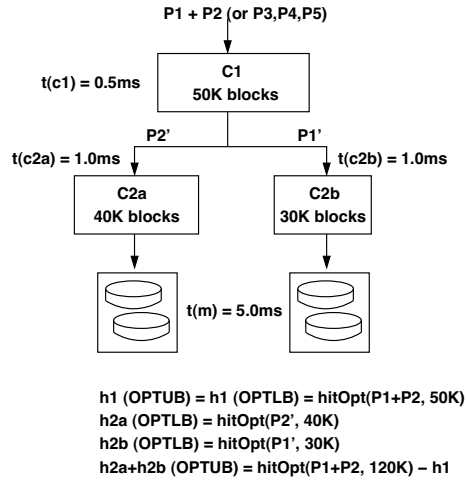 P1 + P2 (or P3,P4,P5)
C1
50K blocks
t(c1) = 0.5ms
P2’
P1’
t(c2a) = 1.0ms
t(c2b) = 1.0ms
C2a
40K blocks
C2b
30K blocks
t(m) = 5.0ms
h1 (OPTUB) = h1 (OPTLB) = hitOpt(P1+P2, 50K)
h2a (OPTLB) = hitOpt(P2’, 40K)
h2b (OPTLB) = hitOpt(P1’, 30K)
h2a+h2b (OPTUB) = hitOpt(P1+P2, 120K) – h1